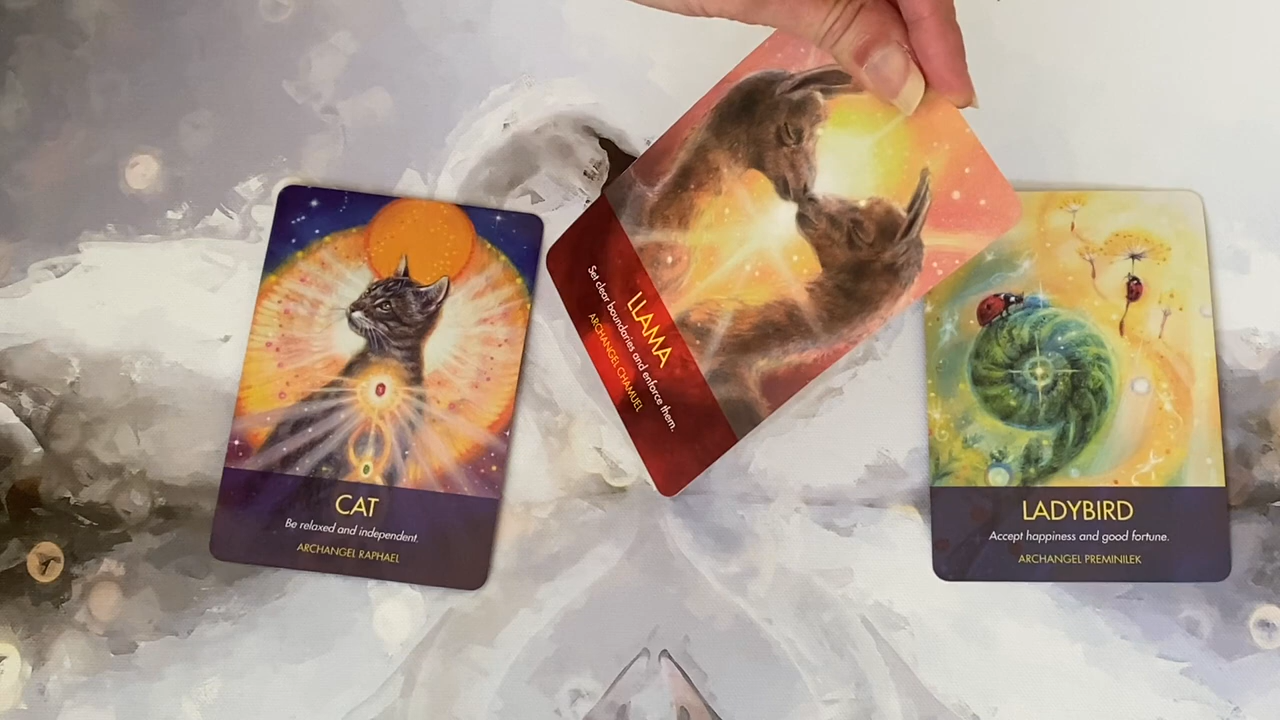 CAT
Be relaxed and independent.
ARCHANGEL RAPHAEL
LLAMA
Set clear boundaries and enforce them.
ARCHANGEL CHAMUEL
LADYBIRD
Accept happiness and good fortune.
ARCHANGEL PREMINILEK